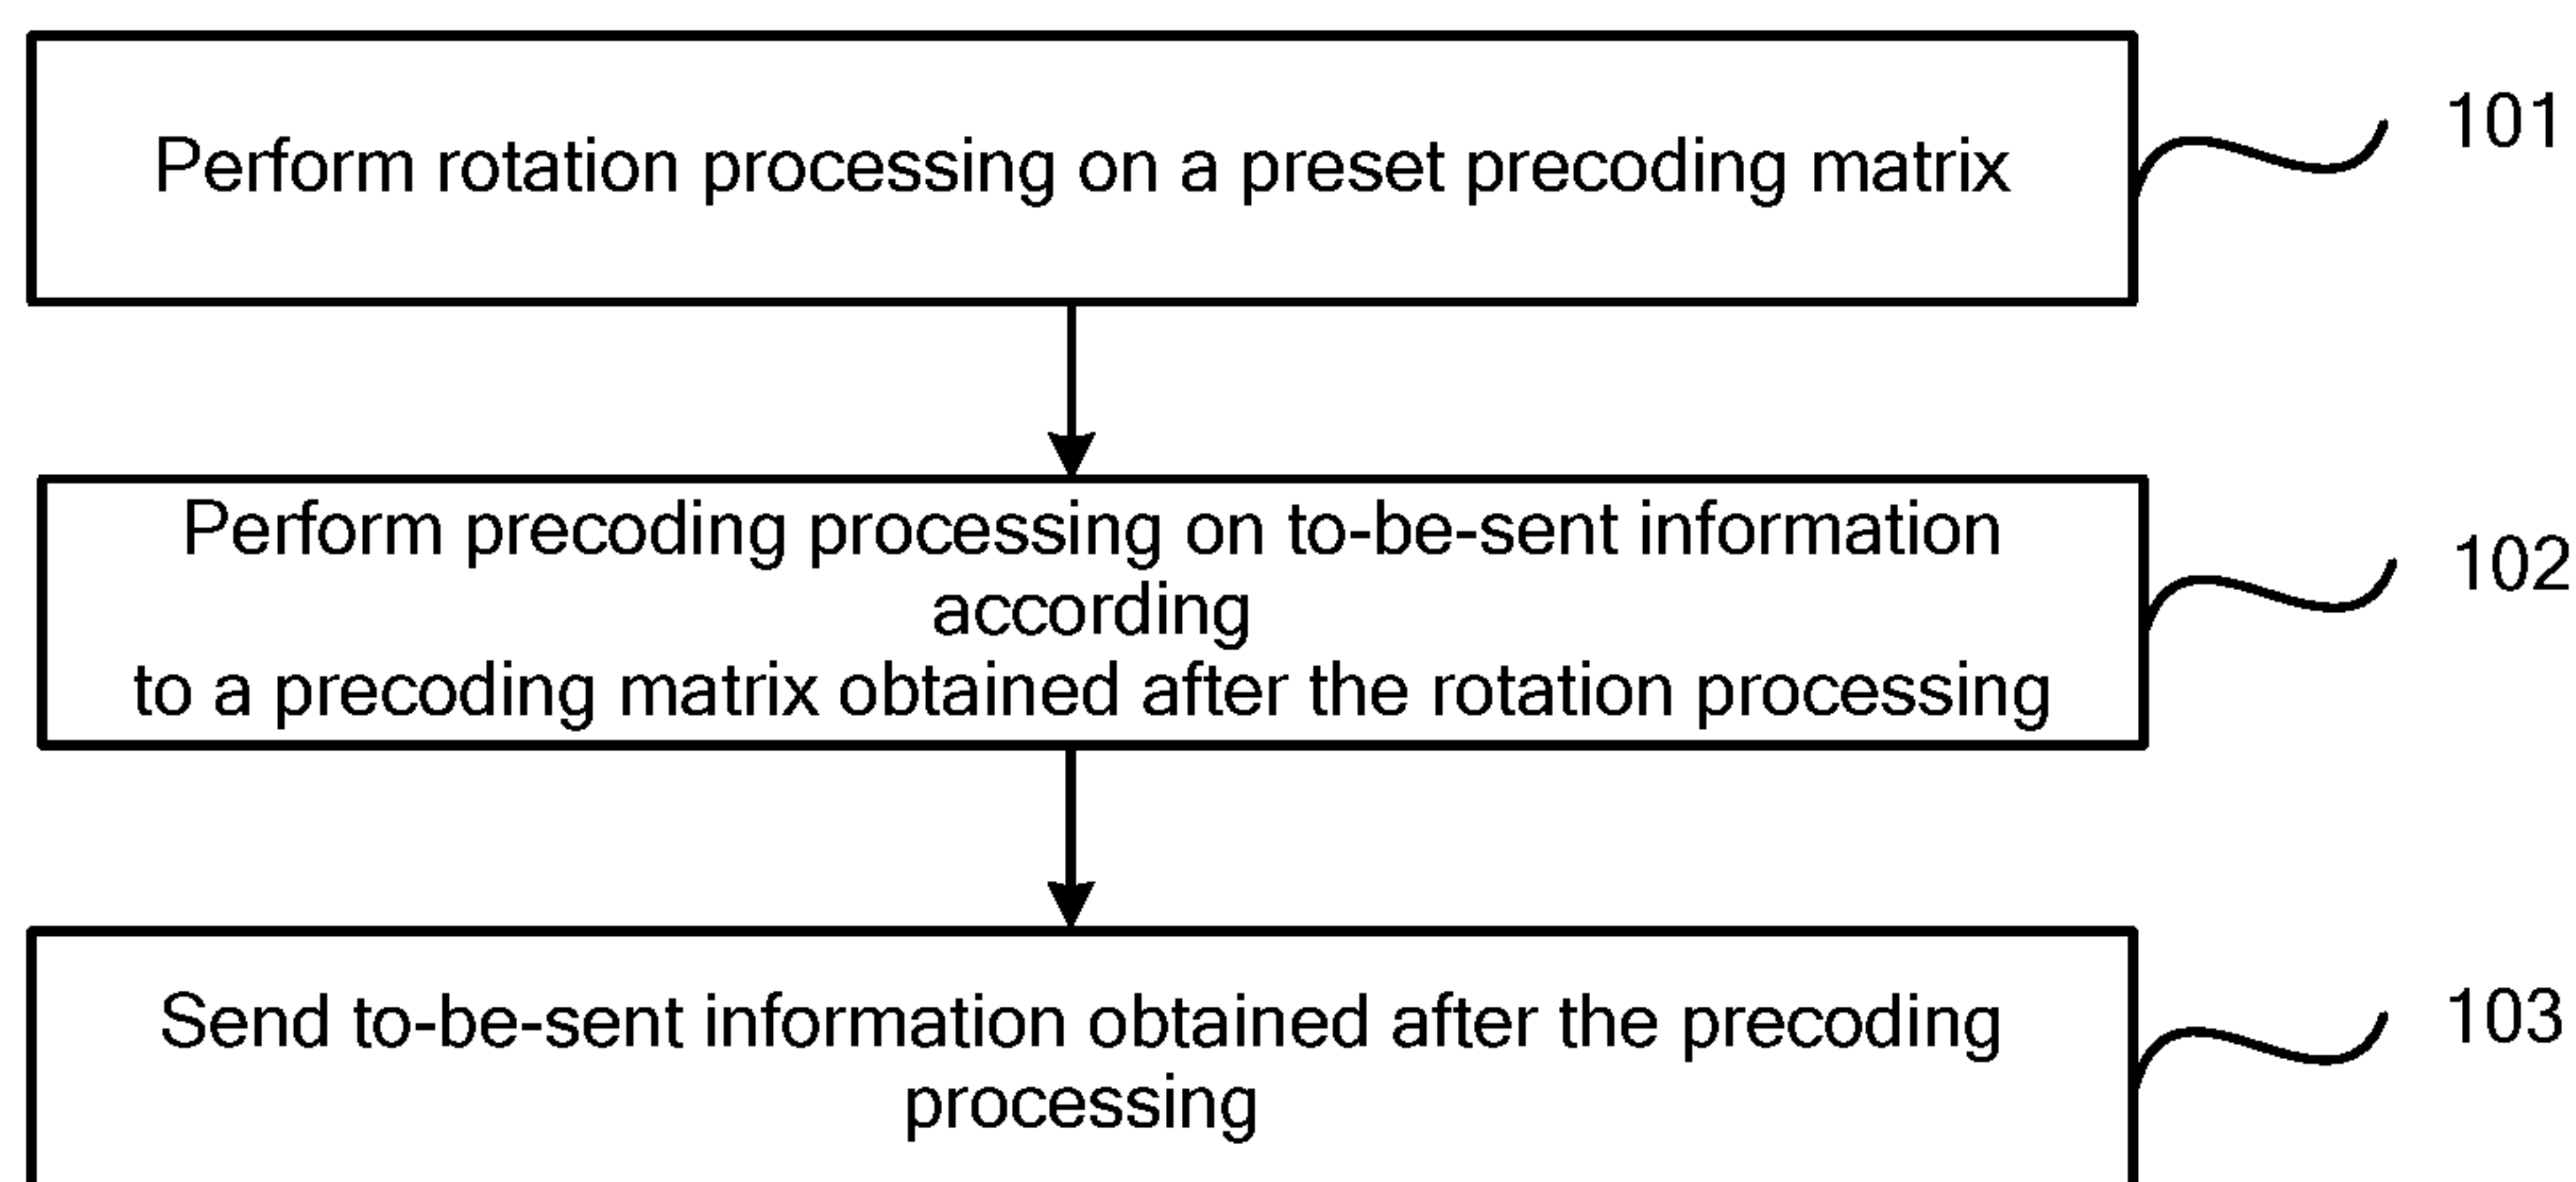 Perform rotation processing on a preset precoding matrix
101
Perform precoding processing on to-be-sent information
according
to a precoding matrix obtained after the rotation processing
102
Send to-be-sent information obtained after the precoding
processing
103